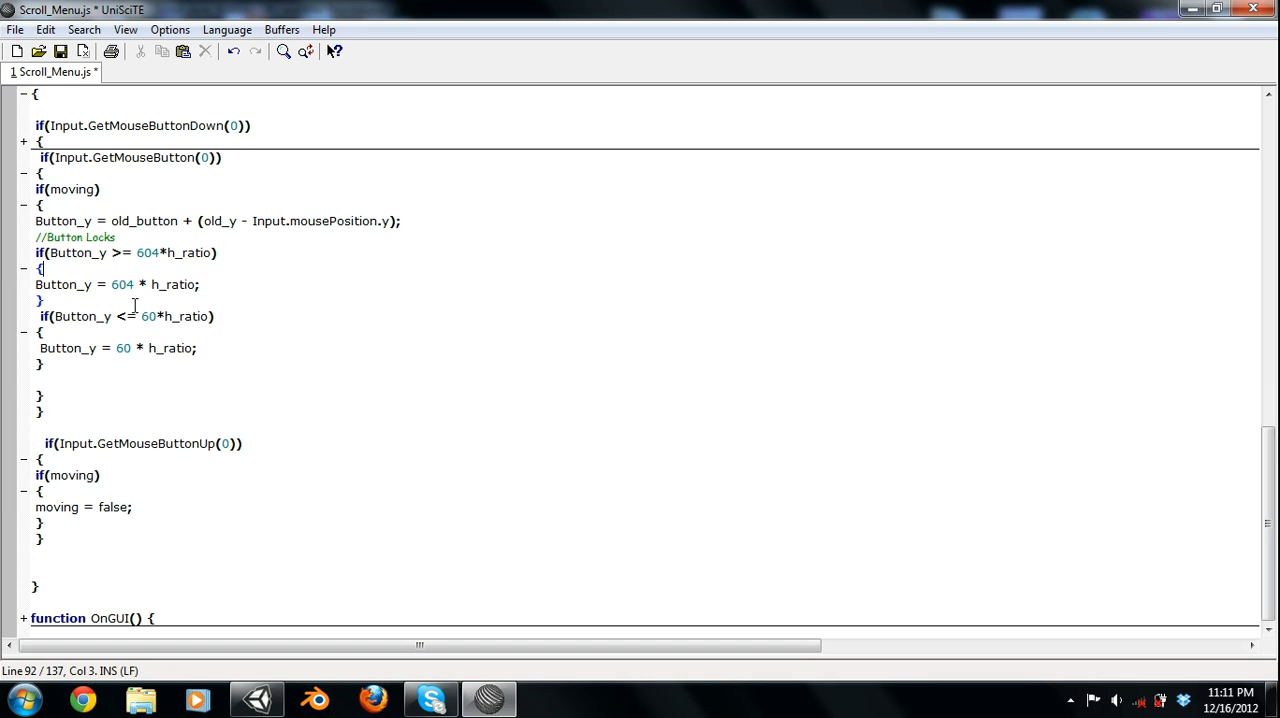 Scroll_Menu.js * UniSciTE
File Edit Search View Options Language Buffers Help
1 Scroll_Menu.js *
{
if(Input.GetMouseButtonDown(0))
{
if(Input.GetMouseButton(0))
{
if(moving)
{
Button_y = old_button + (old_y - Input.mousePosition.y);
//Button Locks
if(Button_y >= 604*h_ratio)
{
Button_y = 604 * h_ratio;
}
if(Button_y <= 60*h_ratio)
{
Button_y = 60 * h_ratio;
}
}
}
if(Input.GetMouseButtonUp(0))
{
if(moving)
{
moving = false;
}
}
}
function OnGUI() {
Line 92 / 137, Col 3. INS (LF)
11:11 PM
12/16/2012